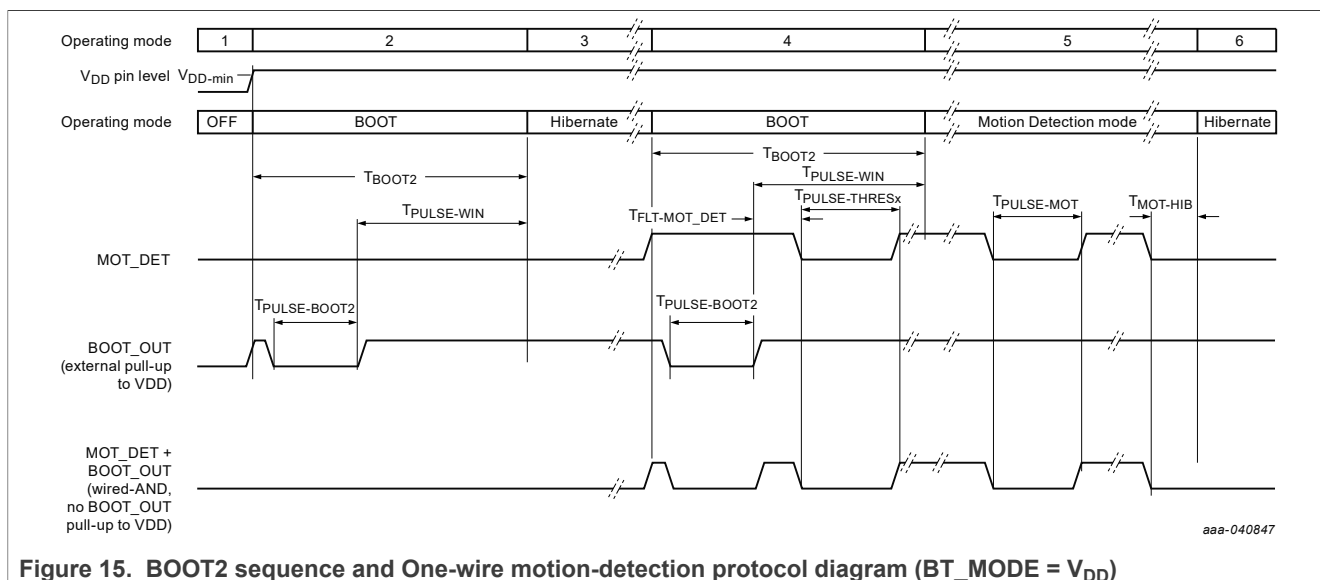 Operating mode 1 2 3 4 5 6
VDD pin level VDD-min
Operating mode OFF BOOT Hibernate BOOT Motion Detection mode Hibernate
TBOOT2
TBOOT2
TPULSE-WIN
TPULSE-WIN
TPULSE-THRESx
TFLT-MOT_DET
TPULSE-MOT
TMOT-HIB
MOT_DET
TPULSE-BOOT2
TPULSE-BOOT2
BOOT_OUT
(external pull-up
to VDD)
MOT_DET +
BOOT_OUT
(wired-AND,
no BOOT_OUT
pull-up to VDD)
aaa-040847
Figure 15. BOOT2 sequence and One-wire motion-detection protocol diagram (BT_MODE = VDD)